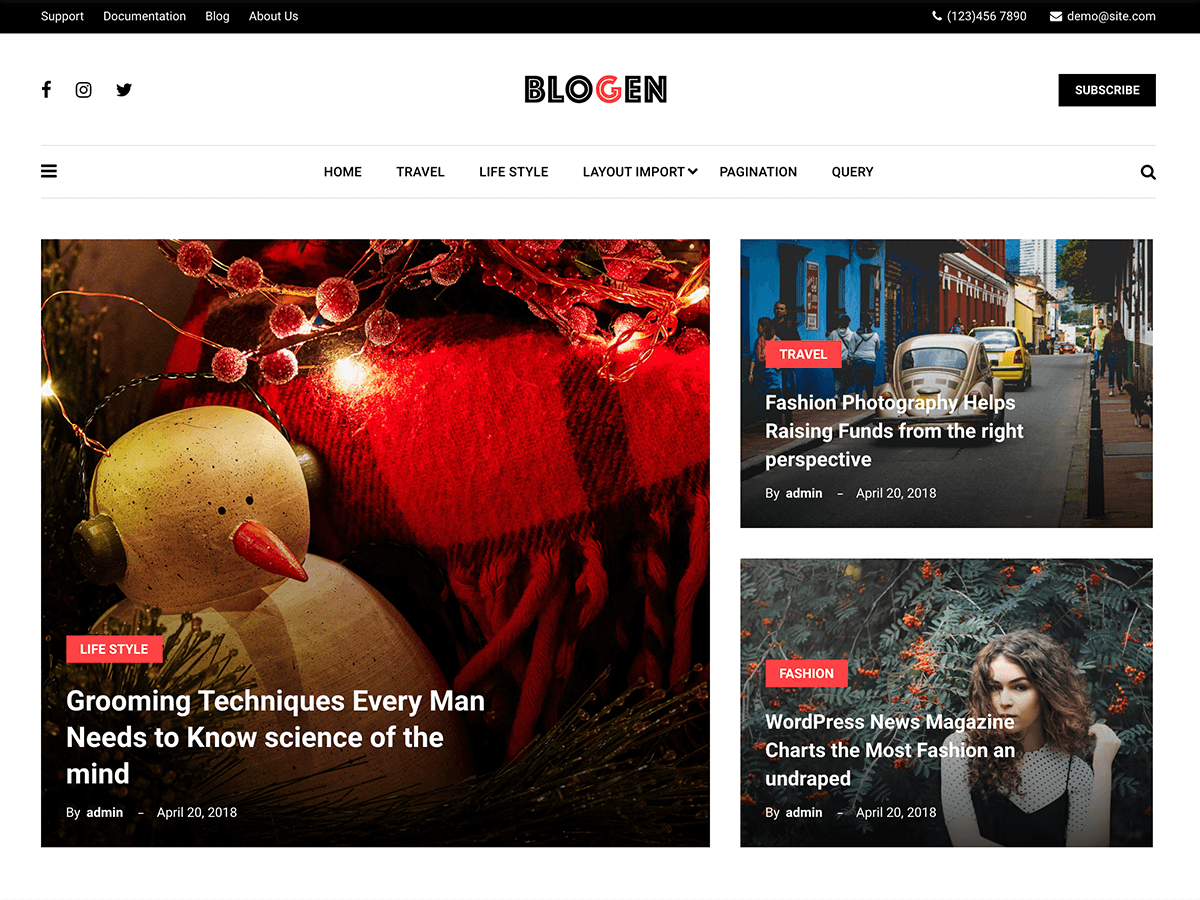 Support Documentation Blog About Us (123)456 7890 demo@site.com
BLOGEN
SUBSCRIBE
HOME TRAVEL LIFE STYLE LAYOUT IMPORT PAGINATION QUERY
LIFE STYLE
Grooming Techniques Every Man
Needs to Know science of the
mind
By admin – April 20, 2018
TRAVEL
Fashion Photography Helps
Raising Funds from the right
perspective
By admin – April 20, 2018
FASHION
WordPress News Magazine
Charts the Most Fashion an
undraped
By admin – April 20, 2018